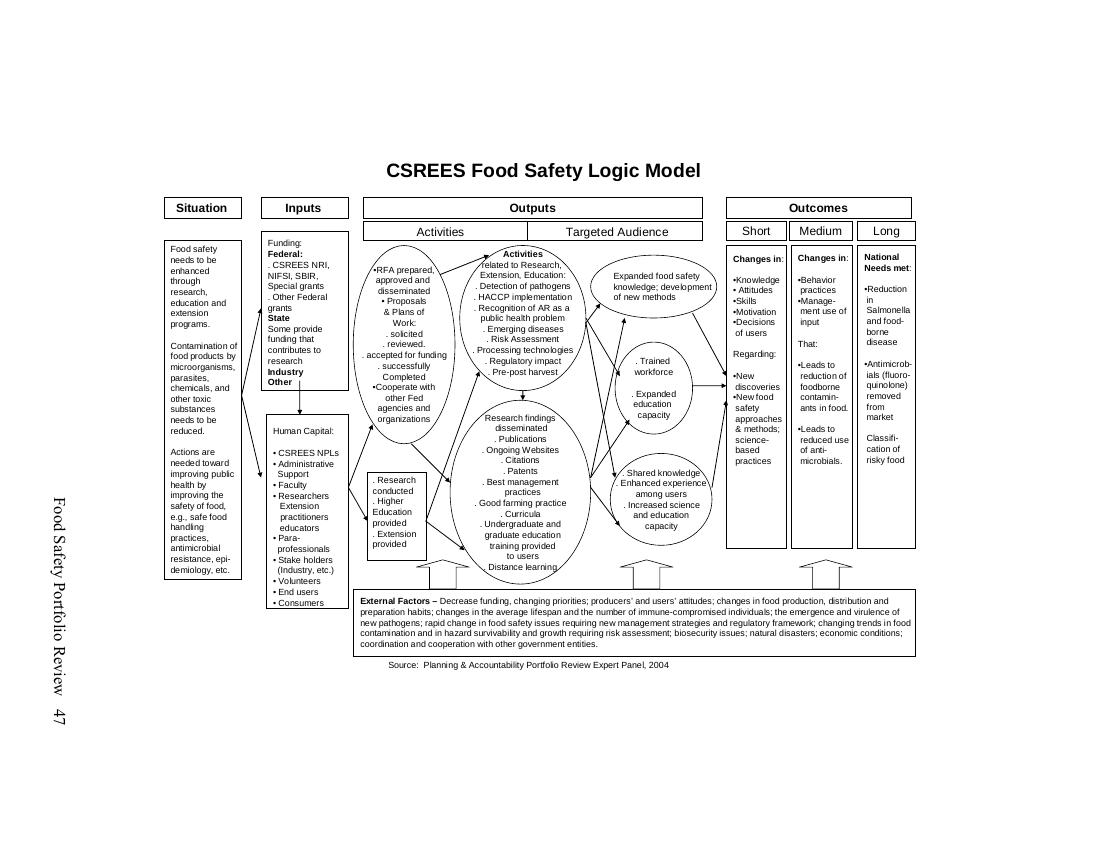 CSREES Food Safety Logic Model
Situation
Inputs
Outputs
Outcomes
Activities
Targeted Audience
Short
Medium
Long
Food safety
needs to be
enhanced
through
research,
education and
extension
programs.
Contamination of
food products by
microorganisms,
parasites,
chemicals, and
other toxic
substances
needs to be
reduced.
Actions are
needed toward
improving public
health by
improving the
safety of food,
e.g., safe food
handling
practices,
antimicrobial
resistance, epi-
demiology, etc.
Funding:
Federal:
. CSREES NRI,
NIFSI, SBIR,
Special grants
. Other Federal
grants
State
Some provide
funding that
contributes to
research
Industry
Other
Human Capital:
• CSREES NPLs
• Administrative
Support
• Faculty
• Researchers
Extension
practitioners
educators
• Para-
professionals
• Stake holders
(Industry, etc.)
• Volunteers
• End users
• Consumers
•RFA prepared,
approved and
disseminated
• Proposals
& Plans of
Work:
. solicited
. reviewed.
. accepted for funding
. successfully
Completed
•Cooperate with
other Fed
agencies and
organizations
. Research
conducted
. Higher
Education
provided
. Extension
provided
Activities
related to Research,
Extension, Education:
. Detection of pathogens
. HACCP implementation
. Recognition of AR as a
public health problem
. Emerging diseases
. Risk Assessment
. Processing technologies
. Regulatory impact
. Pre-post harvest
Research findings
disseminated
. Publications
. Ongoing Websites
. Citations
. Patents
. Best management
practices
. Good farming practice
. Curricula
. Undergraduate and
graduate education
training provided
to users
. Distance learning
Expanded food safety
knowledge; development
of new methods
. Trained
workforce
. Expanded
education
capacity
. Shared knowledge
. Enhanced experience
among users
. Increased science
and education
capacity
Changes in:
•Knowledge
• Attitudes
•Skills
•Motivation
•Decisions
of users
Regarding:
•New
discoveries
•New food
safety
approaches
& methods;
science-
based
practices
Changes in:
•Behavior
practices
•Manage-
ment use of
input
That:
•Leads to
reduction of
foodborne
contamin-
ants in food.
•Leads to
reduced use
of anti-
microbials.
National
Needs met:
•Reduction
in
Salmonella
and food-
borne
disease
•Antimicrob-
ials (fluoro-
quinolone)
removed
from
market
Classifi-
cation of
risky food
External Factors – Decrease funding, changing priorities; producers' and users' attitudes; changes in food production, distribution and
preparation habits; changes in the average lifespan and the number of immune-compromised individuals; the emergence and virulence of
new pathogens; rapid change in food safety issues requiring new management strategies and regulatory framework; changing trends in food
contamination and in hazard survivability and growth requiring risk assessment; biosecurity issues; natural disasters; economic conditions;
coordination and cooperation with other government entities.
Source: Planning & Accountability Portfolio Review Expert Panel, 2004
Food Safety Portfolio Review 47